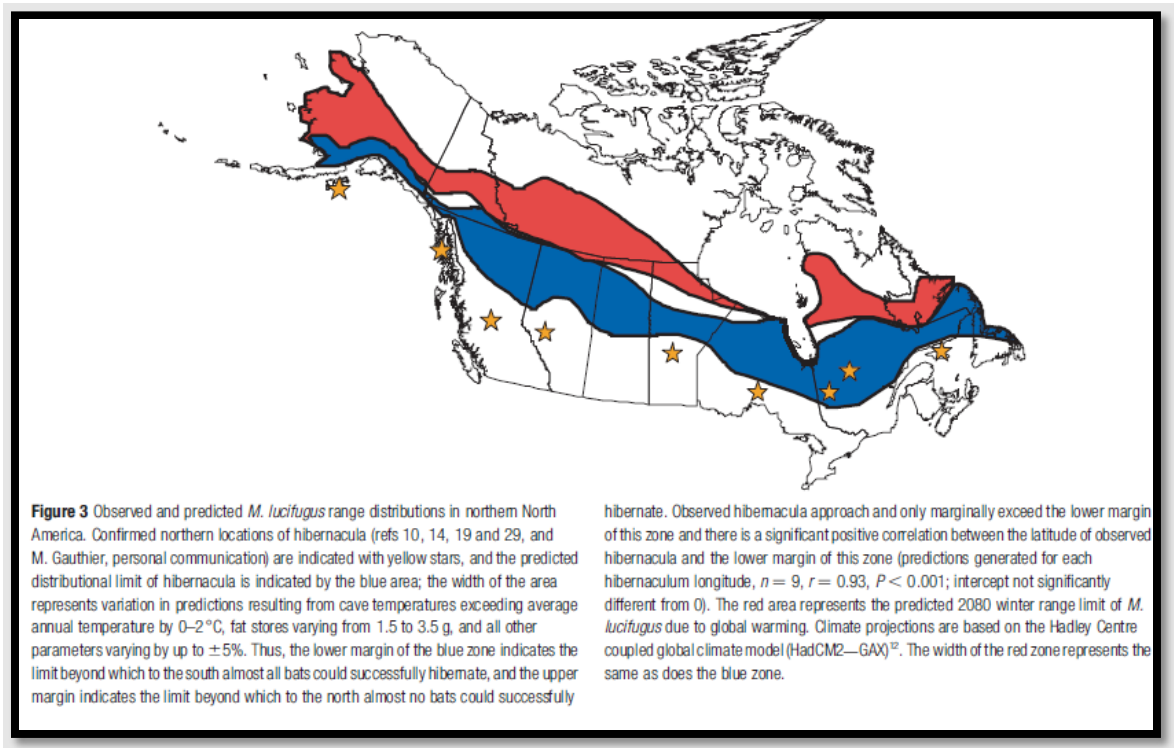 Figure 3 Observed and predicted M. lucifugus range distributions in northern North
America. Confirmed northern locations of hibernacula (refs 10, 14, 19 and 29, and
M. Gauthier, personal communication) are indicated with yellow stars, and the predicted
distributional limit of hibernacula is indicated by the blue area; the width of the area
represents variation in predictions resulting from cave temperatures exceeding average
annual temperature by 0–2 °C, fat stores varying from 1.5 to 3.5 g, and all other
parameters varying by up to ±5%. Thus, the lower margin of the blue zone indicates the
limit beyond which to the south almost all bats could successfully hibernate, and the upper
margin indicates the limit beyond which to the north almost no bats could successfully
hibernate. Observed hibernacula approach and only marginally exceed the lower margin
of this zone and there is a significant positive correlation between the latitude of observed
hibernacula and the lower margin of this zone (predictions generated for each
hibernaculum longitude, n = 9, r = 0.93, P < 0.001; intercept not significantly
different from 0). The red area represents the predicted 2080 winter range limit of M.
lucifugus due to global warming. Climate projections are based on the Hadley Centre
coupled global climate model (HadCM2—GAX)12. The width of the red zone represents the
same as does the blue zone.